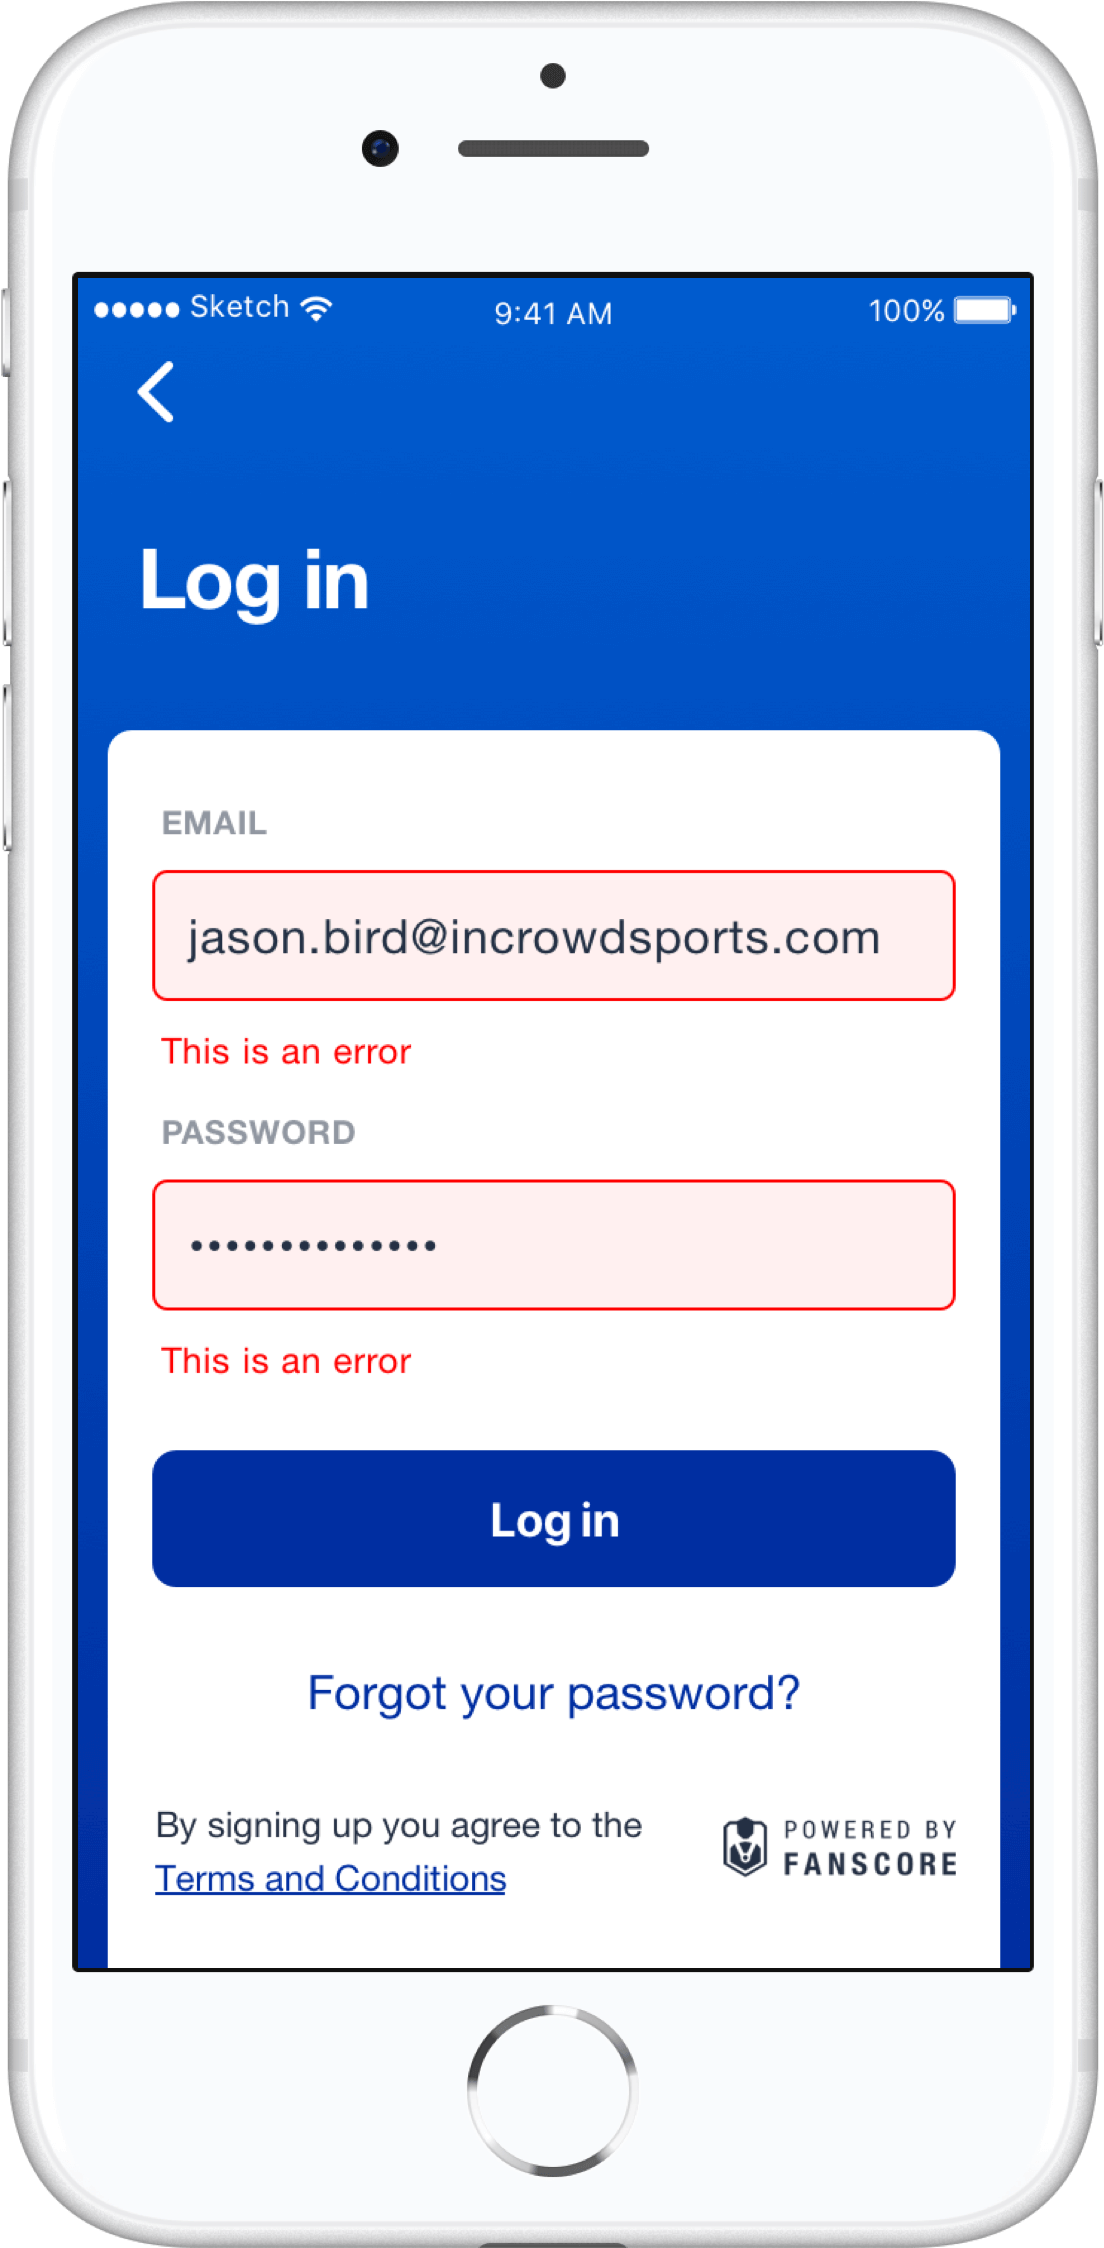 Sketch
9:41 AM
100%
Log in
EMAIL
jason.bird@incrowdsports.com
This is an error
PASSWORD
••••••••••••••
This is an error
Log in
Forgot your password?
By signing up you agree to the
Terms and Conditions
POWERED BY
FANSCORE